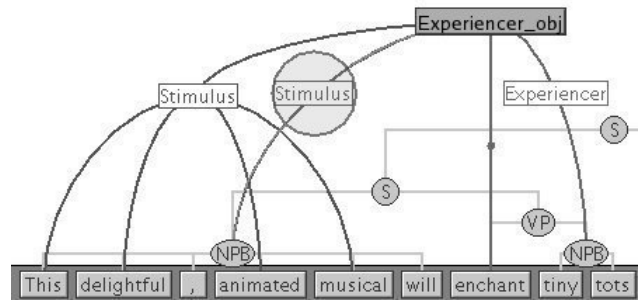 Experiencer_obj
Stimulus Stimulus Experiencer
S
S
VP
NPB NPB
This delightful , animated musical will enchant tiny tots